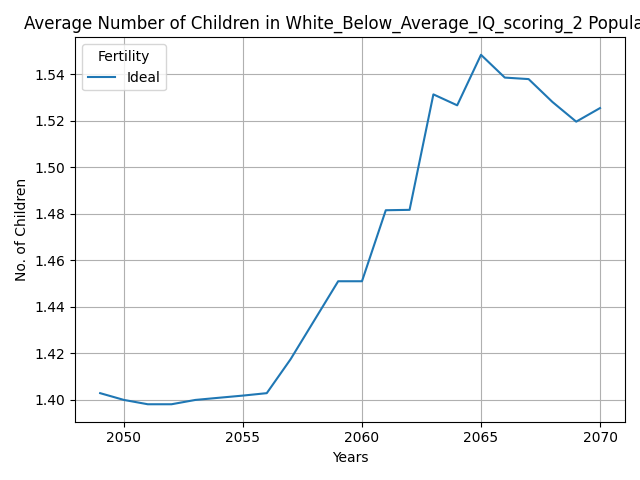 Average Number of Children in White_Below_Average_IQ_scoring_2 Popula
Fertility
Ideal
1.54
1.52
1.50
1.48
1.46
1.44
1.42
1.40
No. of Children
2050 2055 2060 2065 2070
Years